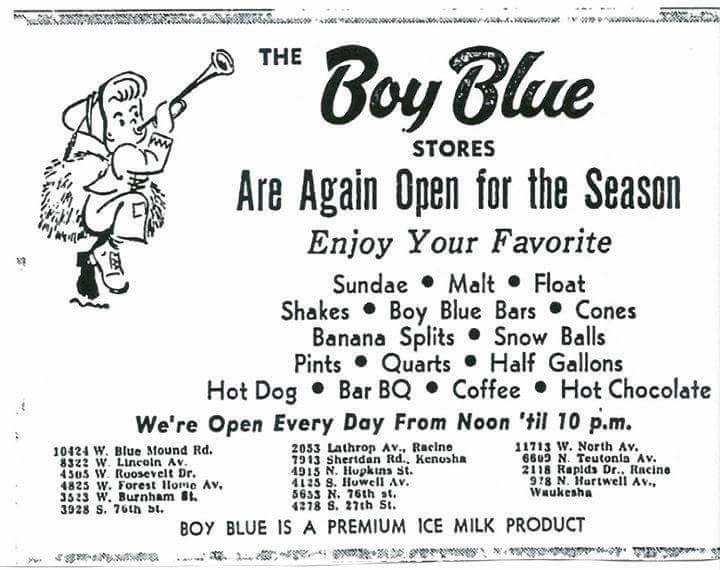 THE Boy Blue
STORES
Are Again Open for the Season
Enjoy Your Favorite
Sundae • Malt • Float
Shakes • Boy Blue Bars • Cones
Banana Splits • Snow Balls
Pints • Quarts • Half Gallons
Hot Dog • Bar BQ • Coffee • Hot Chocolate
We're Open Every Day From Noon 'til 10 p.m.
10424 W. Blue Mound Rd.
8322 W. Lincoln Av.
4505 W. Roosevelt Dr.
4825 W. Forest Home Av.
3523 W. Burnham St.
3928 S. 76th St.
2053 Lathrop Av., Racine
7913 Sheridan Rd., Kenosha
4915 N. Hopkins St.
4125 S. Howell Av.
5653 N. 76th St.
4278 S. 27th St.
11713 W. North Av.
6609 N. Teutonia Av.
2118 Rapids Dr., Racine
978 N. Hartwell Av.,
Waukesha
BOY BLUE IS A PREMIUM ICE MILK PRODUCT